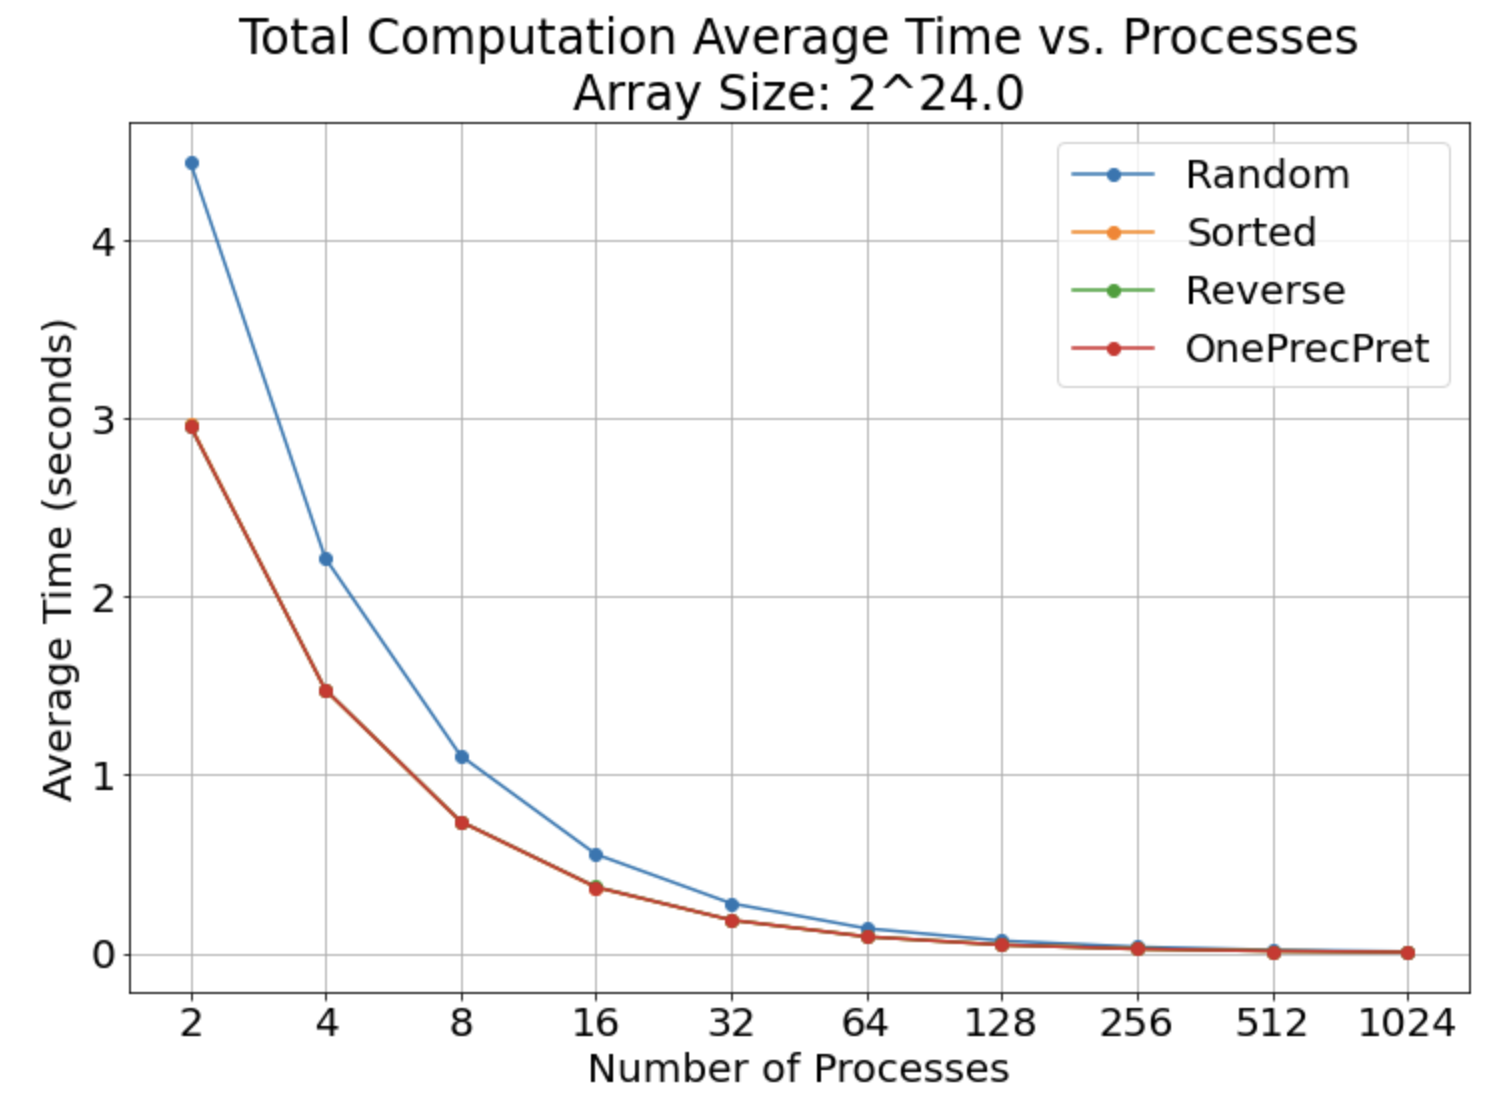 Total Computation Average Time vs. Processes
Array Size: 2^24.0
Random
Sorted
Reverse
OnePrecPret
Average Time (seconds)
4
3
2
1
0
2 4 8 16 32 64 128 256 512 1024
Number of Processes